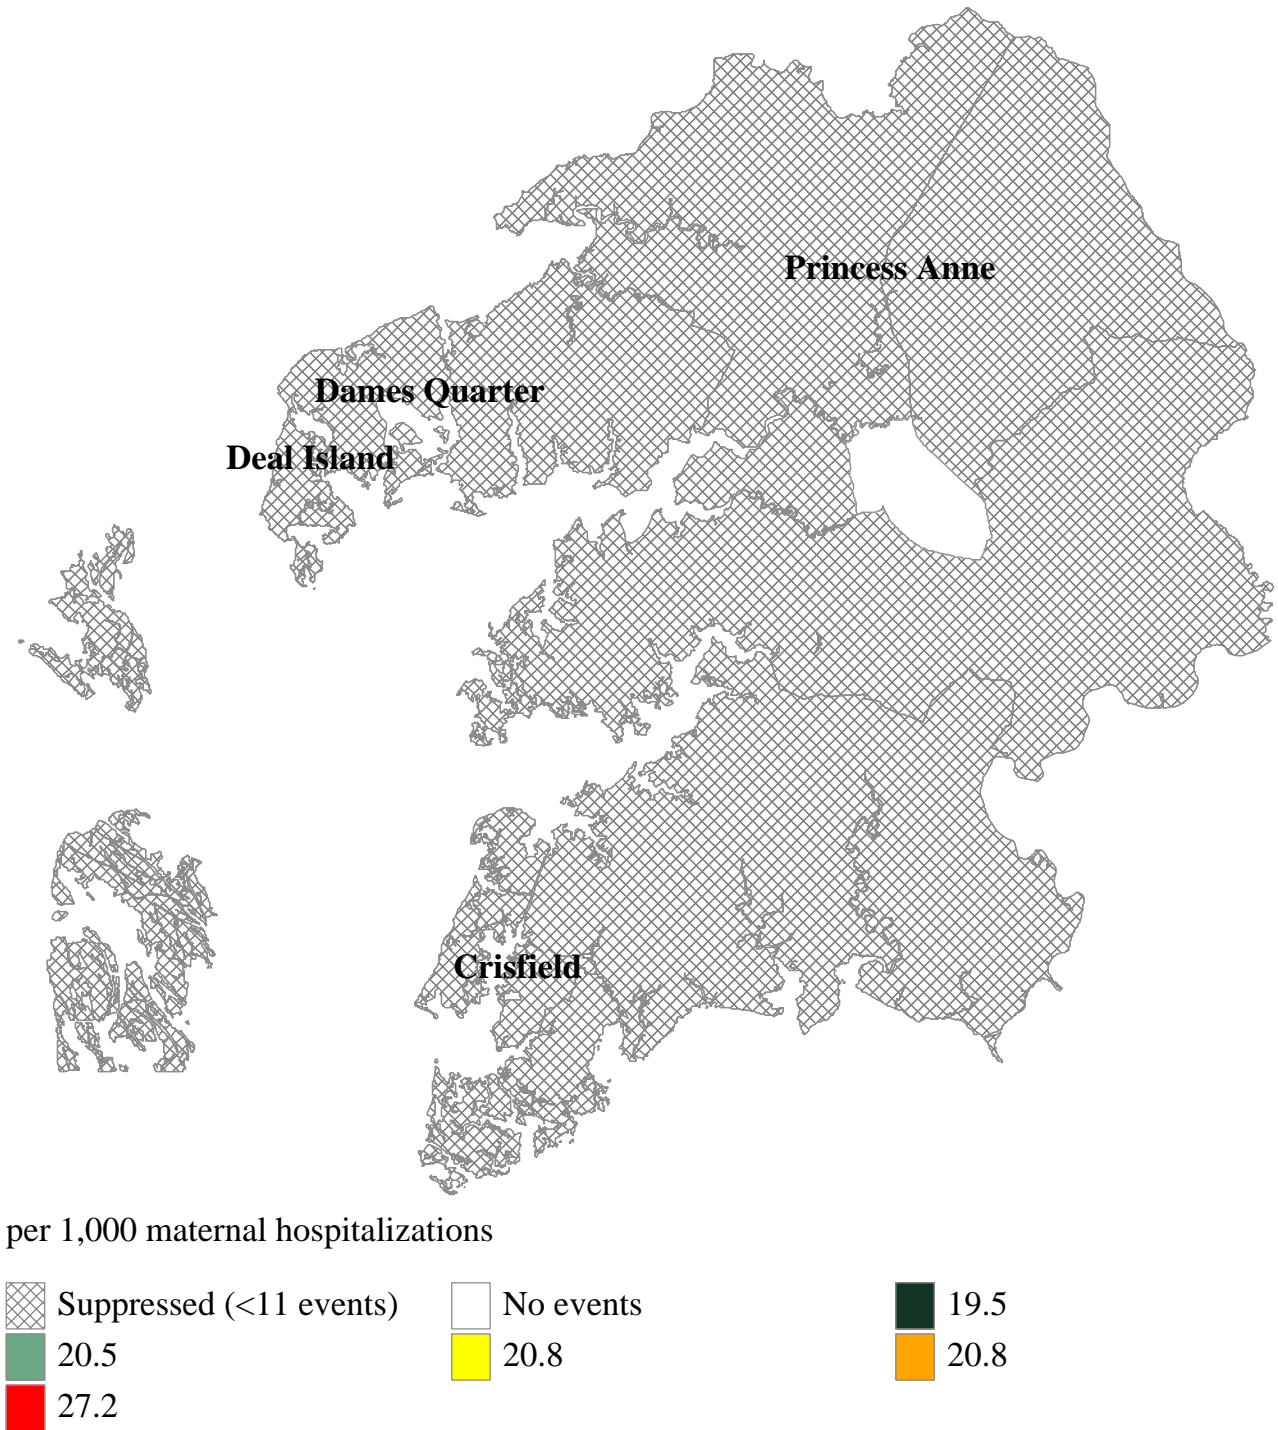 Princess Anne
Dames Quarter
Deal Island
Crisfield
per 1,000 maternal hospitalizations
Suppressed (<11 events)
No events
19.5
20.5
20.8
20.8
27.2